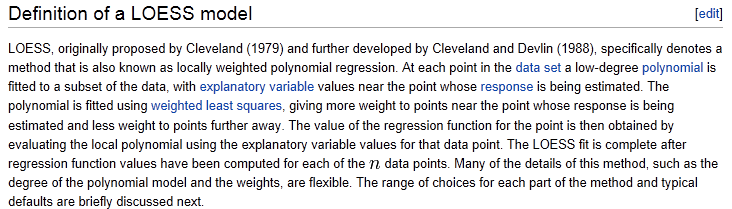 Definition of a LOESS model [edit]
LOESS, originally proposed by Cleveland (1979) and further developed by Cleveland and Devlin (1988), specifically denotes a
method that is also known as locally weighted polynomial regression. At each point in the data set a low-degree polynomial is
fitted to a subset of the data, with explanatory variable values near the point whose response is being estimated. The
polynomial is fitted using weighted least squares, giving more weight to points near the point whose response is being
estimated and less weight to points further away. The value of the regression function for the point is then obtained by
evaluating the local polynomial using the explanatory variable values for that data point. The LOESS fit is complete after
regression function values have been computed for each of the n data points. Many of the details of this method, such as the
degree of the polynomial model and the weights, are flexible. The range of choices for each part of the method and typical
defaults are briefly discussed next.